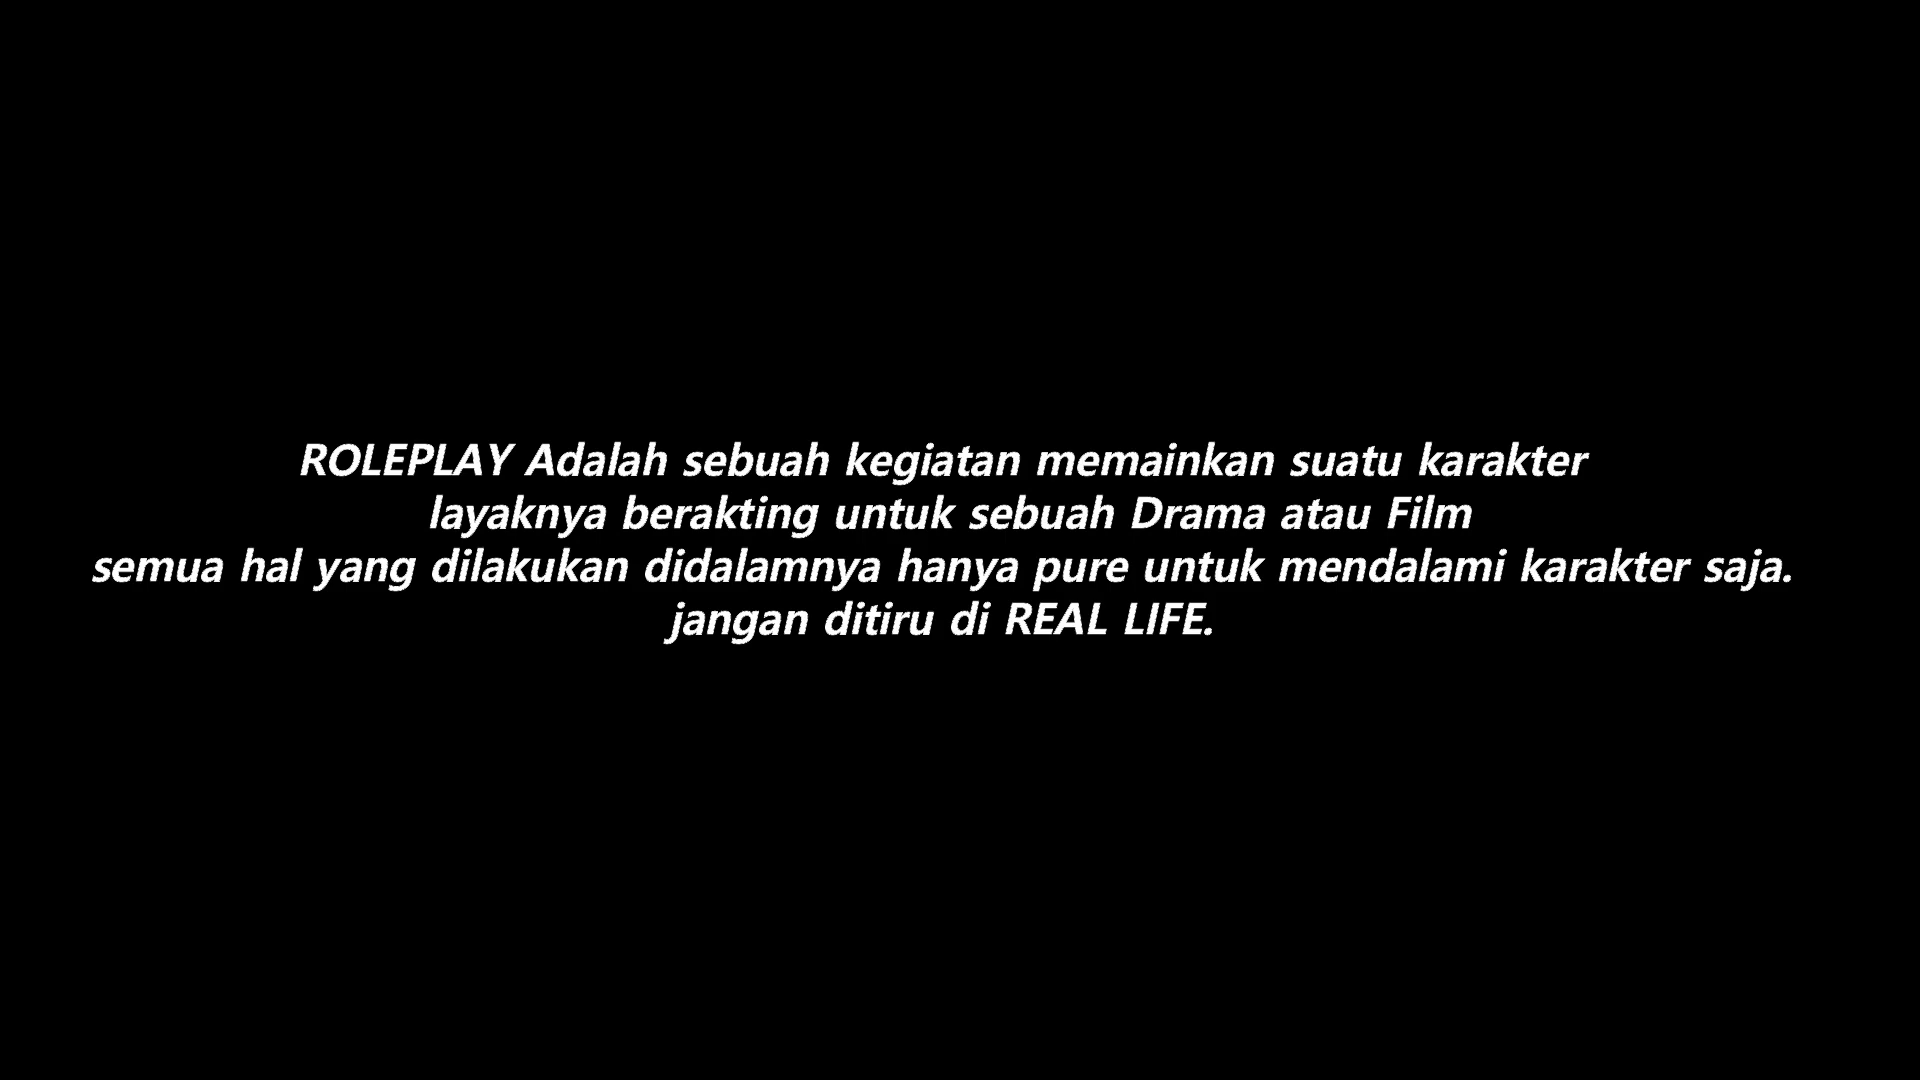 ROLEPLAY Adalah sebuah kegiatan memainkan suatu karakter
layaknya berakting untuk sebuah Drama atau Film
semua hal yang dilakukan didalamnya hanya pure untuk mendalami karakter saja.
jangan ditiru di REAL LIFE.